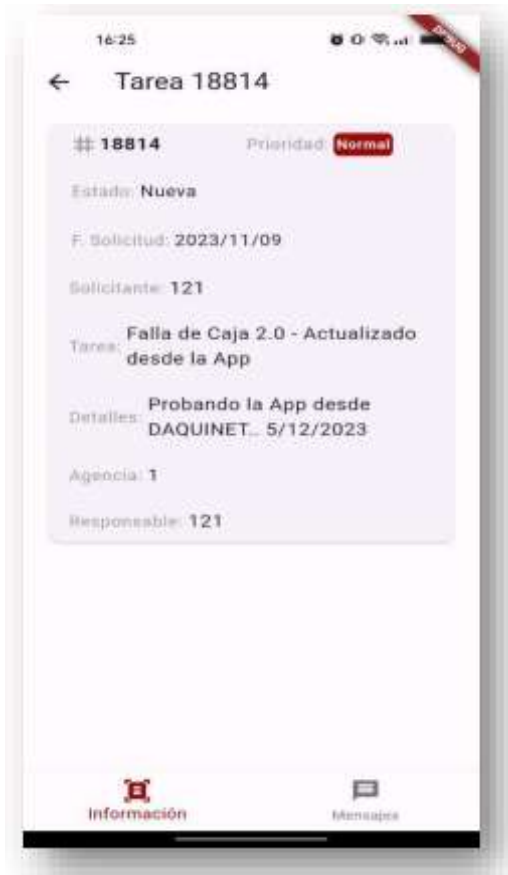 16:25
DEBUG
← Tarea 18814
# 18814 Prioridad: Normal
Estado: Nueva
F. Solicitud: 2023/11/09
Solicitante: 121
Tarea: Falla de Caja 2.0 - Actualizado
desde la App
Detalles: Probando la App desde
DAQUINET.. 5/12/2023
Agencia: 1
Responsable: 121
Información Mensajes